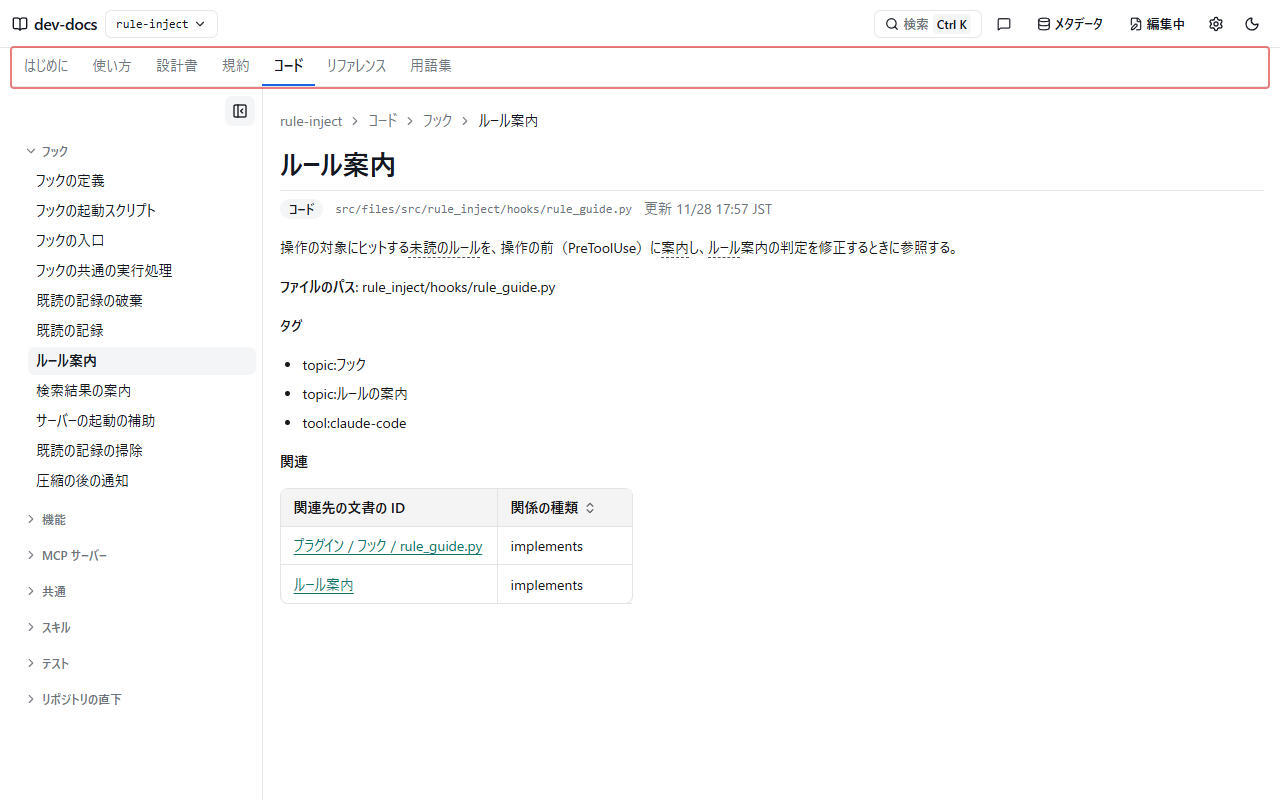 dev-docs
rule-inject
検索 Ctrl K
メタデータ
編集中
はじめに 使い方 設計書 規約 コード リファレンス 用語集
フック
フックの定義
フックの起動スクリプト
フックの入口
フックの共通の実行処理
既読の記録の破棄
既読の記録
ルール案内
検索結果の案内
サーバーの起動の補助
既読の記録の掃除
圧縮の後の通知
機能
MCP サーバー
共通
スキル
テスト
リポジトリの直下
rule-inject > コード > フック > ルール案内
ルール案内
コード src/files/src/rule_inject/hooks/rule_guide.py 更新 11/28 17:57 JST
操作の対象にヒットする未読のルールを、操作の前（PreToolUse）に案内し、ルール案内の判定を修正するときに参照する。
ファイルのパス: rule_inject/hooks/rule_guide.py
タグ
topic:フック
topic:ルールの案内
tool:claude-code
関連
関連先の文書の ID 関係の種類
プラグイン / フック / rule_guide.py implements
ルール案内 implements